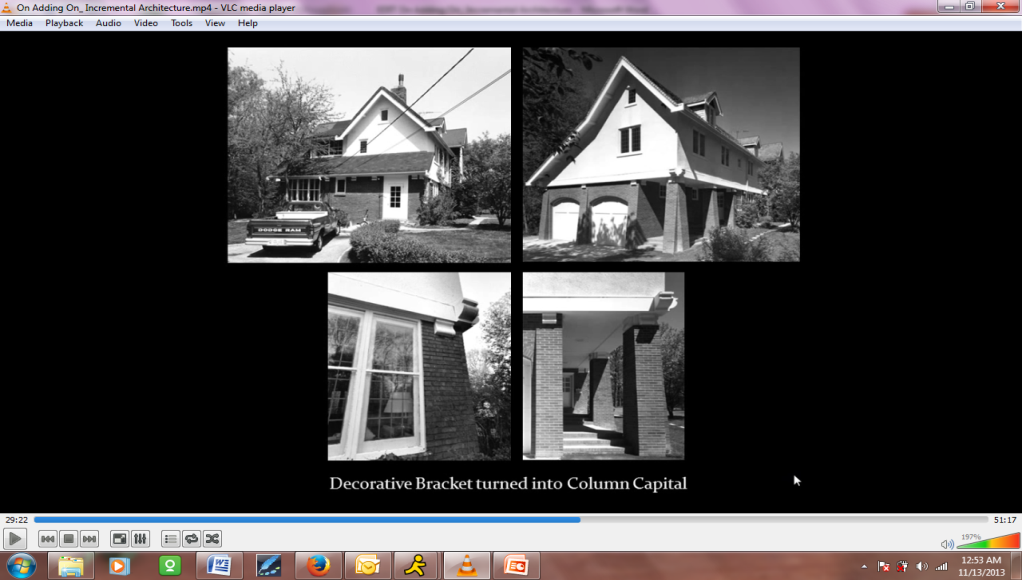 On Adding On_ Incremental Architecture.mp4 - VLC media player
Media Playback Audio Video Tools View Help
DODGE RAM
Decorative Bracket turned into Column Capital
29:22
51:17
197%
12:53 AM
11/13/2013